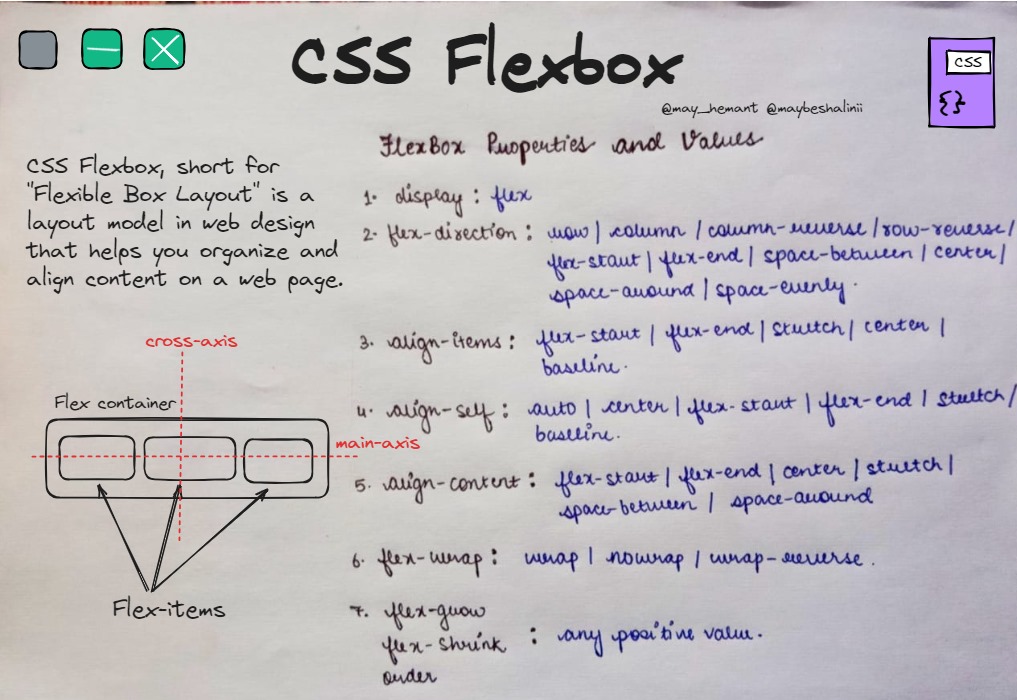 CSS Flexbox
CSS
{}
@may_hemant @maybeshalinii
FlexBox Properties and Values
CSS Flexbox, short for
"Flexible Box Layout" is a
layout model in web design
that helps you organize and
align content on a web page.
1. display : flex
2. flex-direction : row | column / column-reverse / row-reverse /
flex-start | flex-end | space-between | center |
space-around | space-evenly.
3. align-items : flex-start | flex-end | stretch | center |
baseline.
4. align-self : auto | center | flex-start | flex-end | stretch /
baseline.
5. align-content : flex-start | flex-end | center | stretch |
space-between | space-around
6. flex-wrap : wrap | nowrap / wrap-reverse.
7. flex-grow
flex-shrink : any positive value.
order
cross-axis
Flex container
main-axis
Flex-items